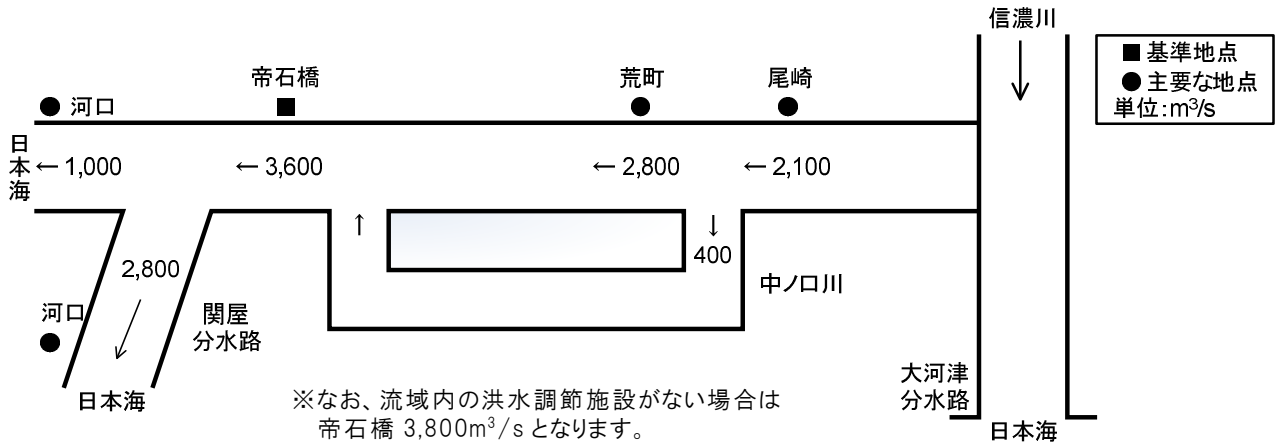 信濃川
■基準地点
●主要な地点
単位:m³/s
帝石橋
荒町
尾崎
河口
日本海
←1,000
←3,600
←2,800
←2,100
↑
↓
400
2,800
中ノ口川
河口
関屋
分水路
日本海
大河津
分水路
日本海
※なお、流域内の洪水調節施設がない場合は
帝石橋 3,800m³/sとなります。